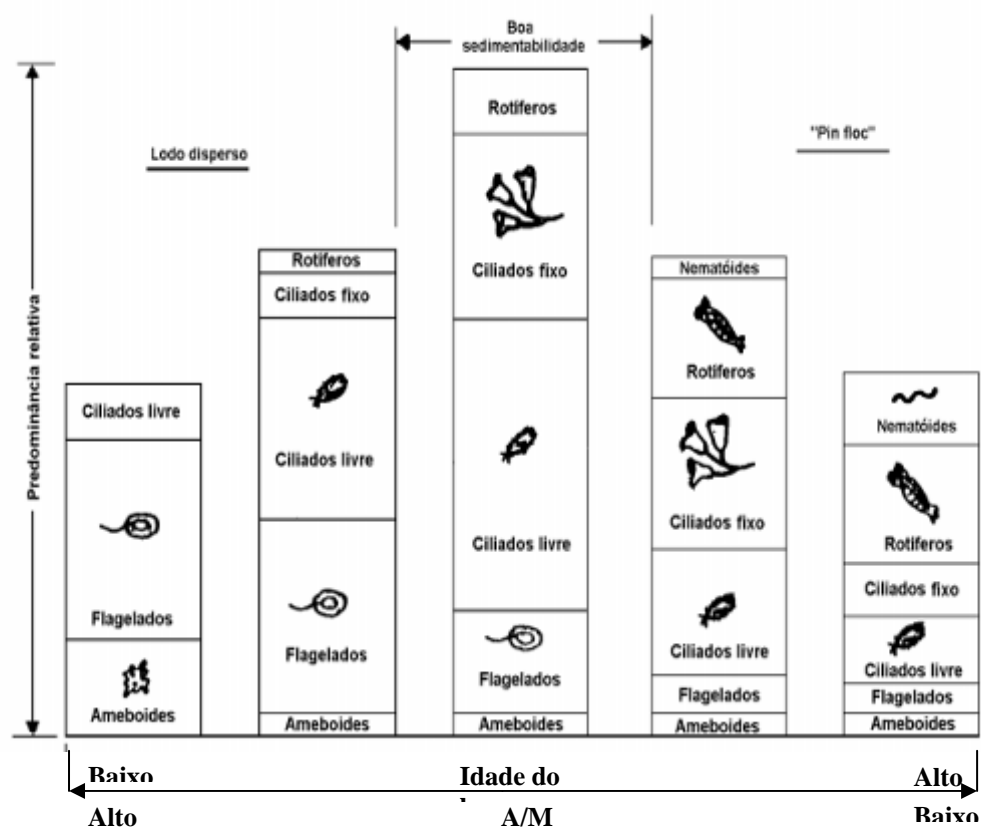 Boa
sedimentabilidade
Predominância relativa
Lodo disperso
"Pin floc"
Ciliados livre
Flagelados
Ameboides
Rotíferos
Ciliados fixo
Ciliados livre
Flagelados
Ameboides
Rotíferos
Ciliados fixo
Ciliados livre
Flagelados
Ameboides
Nematóides
Rotíferos
Ciliados fixo
Ciliados livre
Flagelados
Ameboides
Nematóides
Rotíferos
Ciliados fixo
Ciliados livre
Flagelados
Ameboides
Baixo
Idade do
Alto
Alto
A/M
Baixo